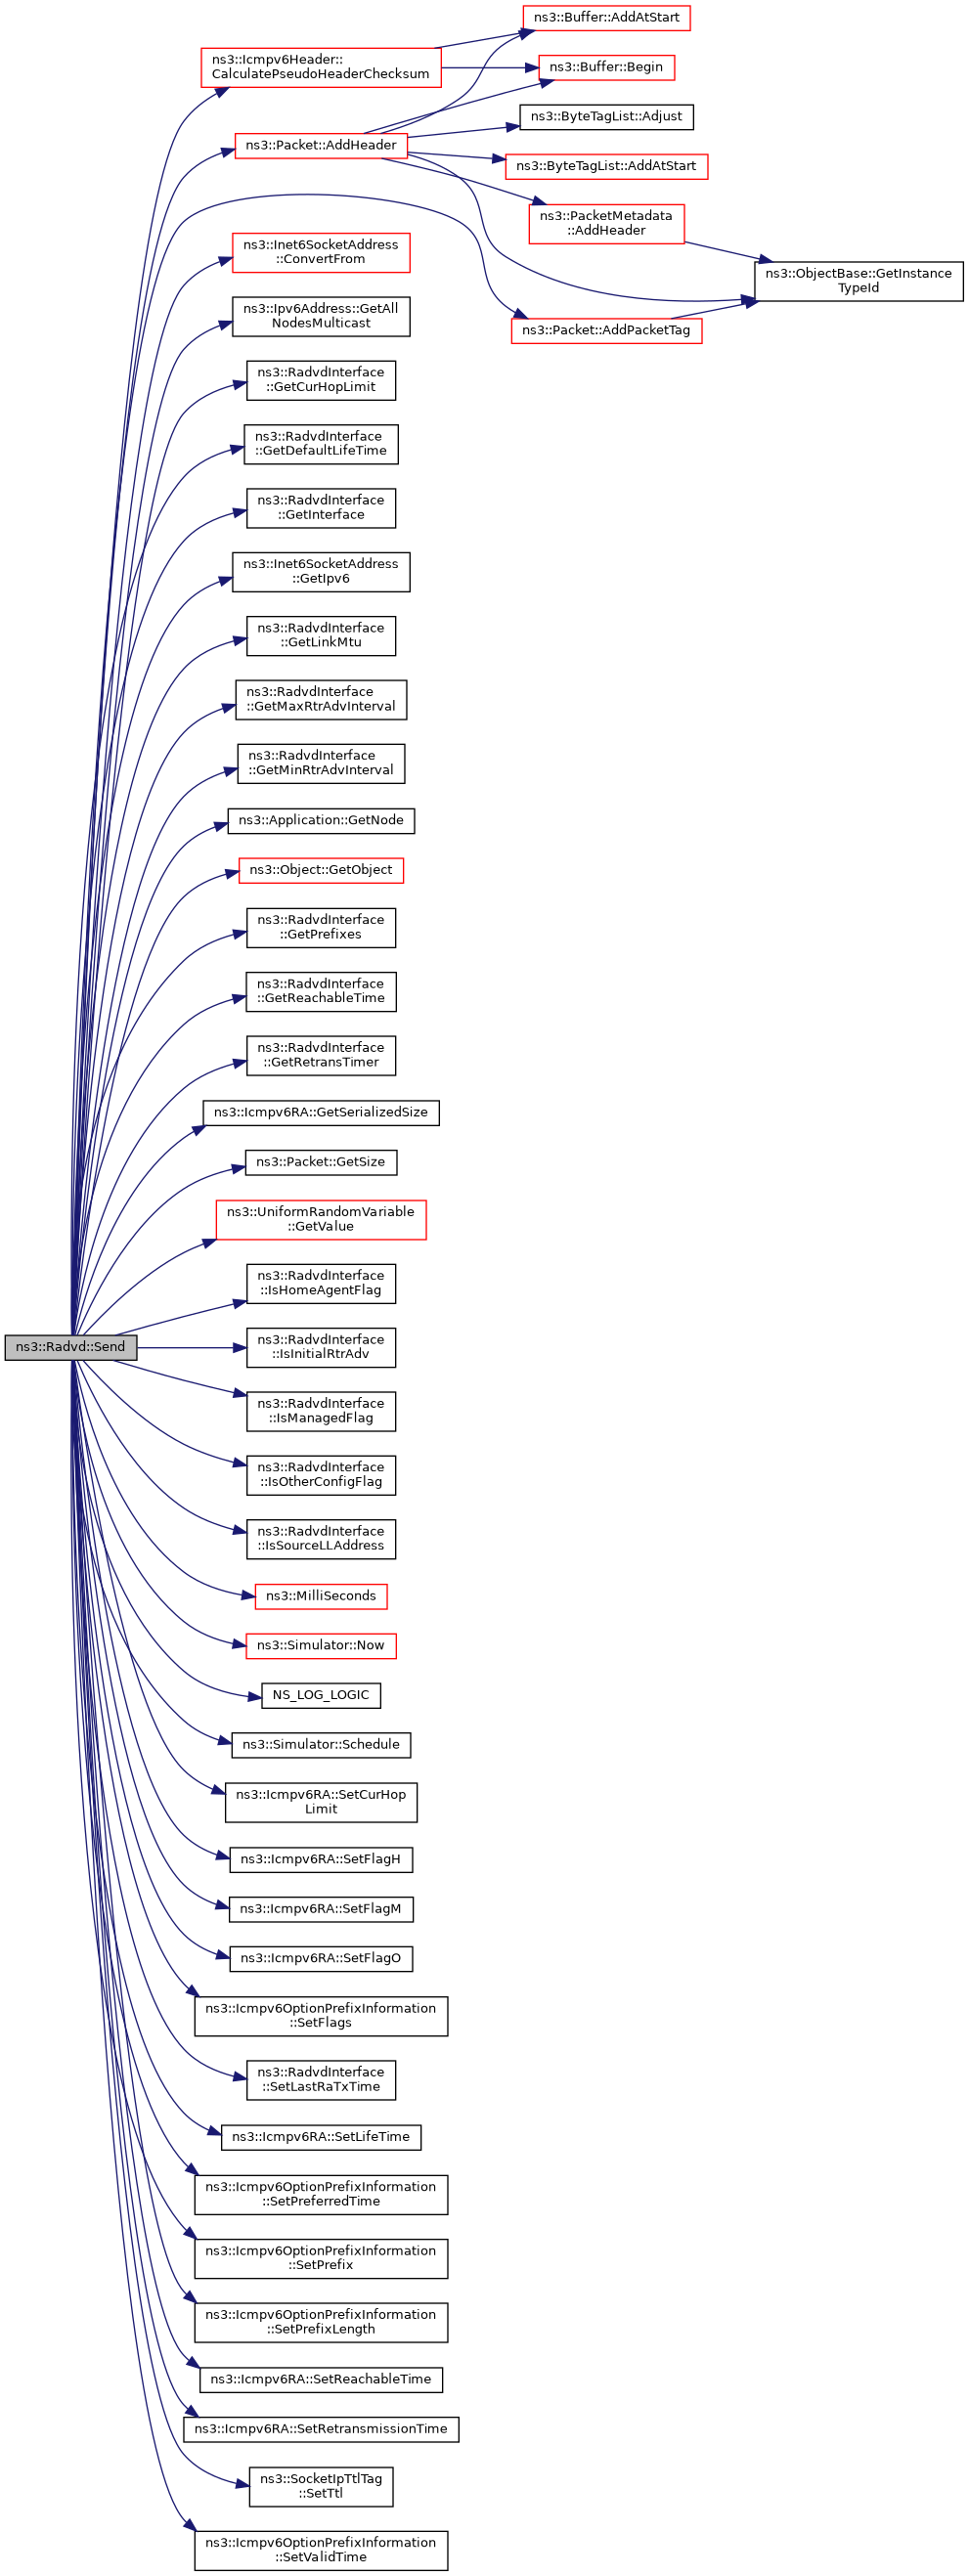 ns3::Buffer::AddAtStart
ns3::Icmpv6Header::
CalculatePseudoHeaderChecksum
ns3::Buffer::Begin
ns3::ByteTagList::Adjust
ns3::Packet::AddHeader
ns3::ByteTagList::AddAtStart
ns3::PacketMetadata
::AddHeader
ns3::Inet6SocketAddress
::ConvertFrom
ns3::ObjectBase::GetInstance
TypeId
ns3::Ipv6Address::GetAll
NodesMulticast
ns3::Packet::AddPacketTag
ns3::RadvdInterface
::GetCurHopLimit
ns3::RadvdInterface
::GetDefaultLifeTime
ns3::RadvdInterface
::GetInterface
ns3::Inet6SocketAddress
::GetIpv6
ns3::RadvdInterface
::GetLinkMtu
ns3::RadvdInterface
::GetMaxRtrAdvInterval
ns3::RadvdInterface
::GetMinRtrAdvInterval
ns3::Application::GetNode
ns3::Object::GetObject
ns3::RadvdInterface
::GetPrefixes
ns3::RadvdInterface
::GetReachableTime
ns3::RadvdInterface
::GetRetransTimer
ns3::Icmpv6RA::GetSerializedSize
ns3::Packet::GetSize
ns3::UniformRandomVariable
::GetValue
ns3::RadvdInterface
::IsHomeAgentFlag
ns3::Radvd::Send
ns3::RadvdInterface
::IsInitialRtrAdv
ns3::RadvdInterface
::IsManagedFlag
ns3::RadvdInterface
::IsOtherConfigFlag
ns3::RadvdInterface
::IsSourceLLAddress
ns3::MilliSeconds
ns3::Simulator::Now
NS_LOG_LOGIC
ns3::Simulator::Schedule
ns3::Icmpv6RA::SetCurHop
Limit
ns3::Icmpv6RA::SetFlagH
ns3::Icmpv6RA::SetFlagM
ns3::Icmpv6RA::SetFlagO
ns3::Icmpv6OptionPrefixInformation
::SetFlags
ns3::RadvdInterface
::SetLastRaTxTime
ns3::Icmpv6RA::SetLifeTime
ns3::Icmpv6OptionPrefixInformation
::SetPreferredTime
ns3::Icmpv6OptionPrefixInformation
::SetPrefix
ns3::Icmpv6OptionPrefixInformation
::SetPrefixLength
ns3::Icmpv6RA::SetReachableTime
ns3::Icmpv6RA::SetRetransmissionTime
ns3::SocketIpTtlTag
::SetTtl
ns3::Icmpv6OptionPrefixInformation
::SetValidTime